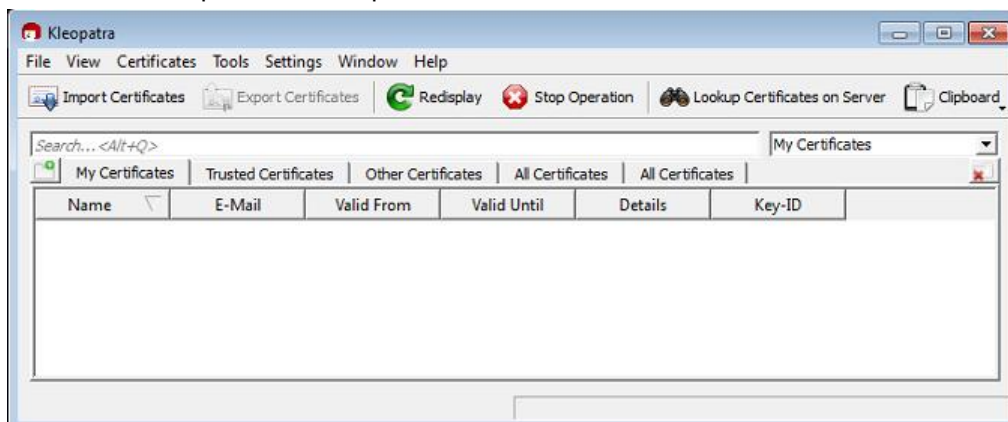 Kleopatra
File View Certificates Tools Settings Window Help
Import Certificates Export Certificates Redisplay Stop Operation Lookup Certificates on Server Clipboard
Search...<Alt+Q> My Certificates
My Certificates Trusted Certificates Other Certificates All Certificates All Certificates
Name E-Mail Valid From Valid Until Details Key-ID